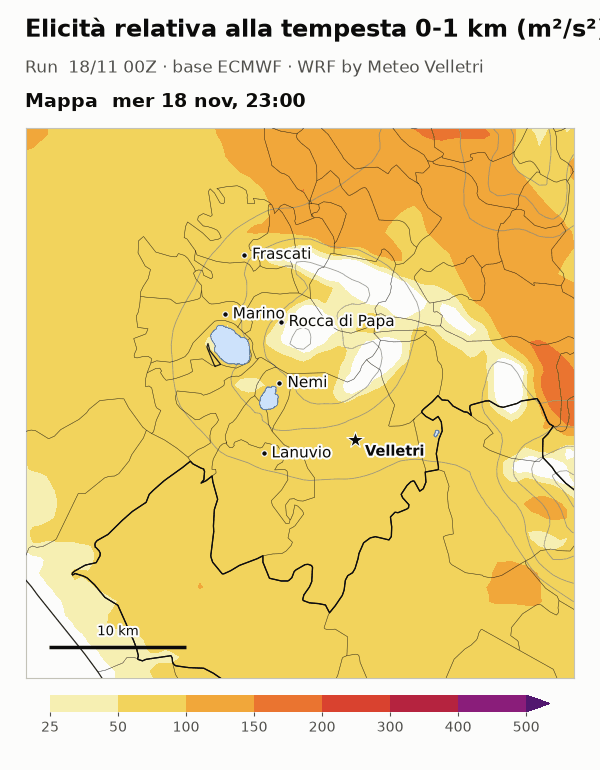 Elicità relativa alla tempesta 0-1 km (m²/s²)
Run  18/11 00Z · base ECMWF · WRF by Meteo Velletri
Mappa  mer 18 nov, 23:00
Frascati
Marino
Rocca di Papa
Nemi
Velletri
Lanuvio
10 km
25 50 100 150 200 300 400 500